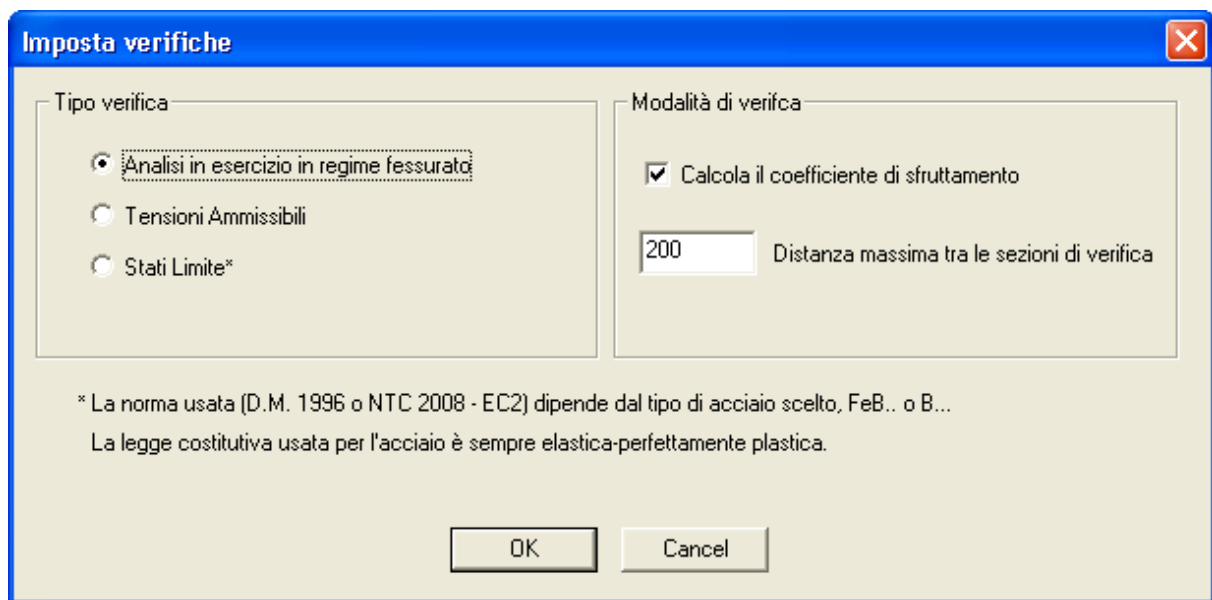 Imposta verifiche
Tipo verifica
Analisi in esercizio in regime fessurato
Tensioni Ammissibili
Stati Limite*
Modalità di verifca
Calcola il coefficiente di sfruttamento
200 Distanza massima tra le sezioni di verifica
* La norma usata (D.M. 1996 o NTC 2008 - EC2) dipende dal tipo di acciaio scelto, FeB.. o B...
La legge costitutiva usata per l'acciaio è sempre elastica-perfettamente plastica.
OK Cancel